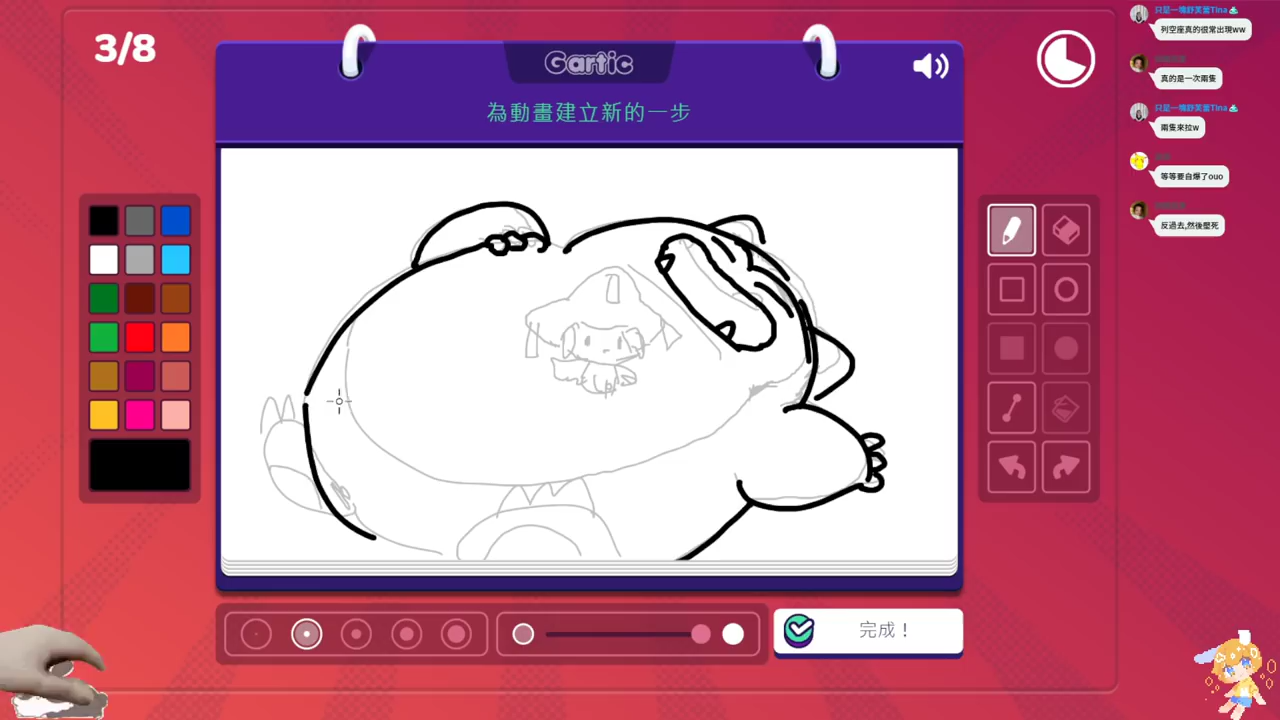 3/8
Gartic
為動畫建立新的一步
完成！
只是一塊舒芙蕾Tina
列空座真的很常出現ww
真的是一次兩隻
只是一塊舒芙蕾Tina
兩隻來拉w
等等要自爆了ouo
反過去,然後壓死